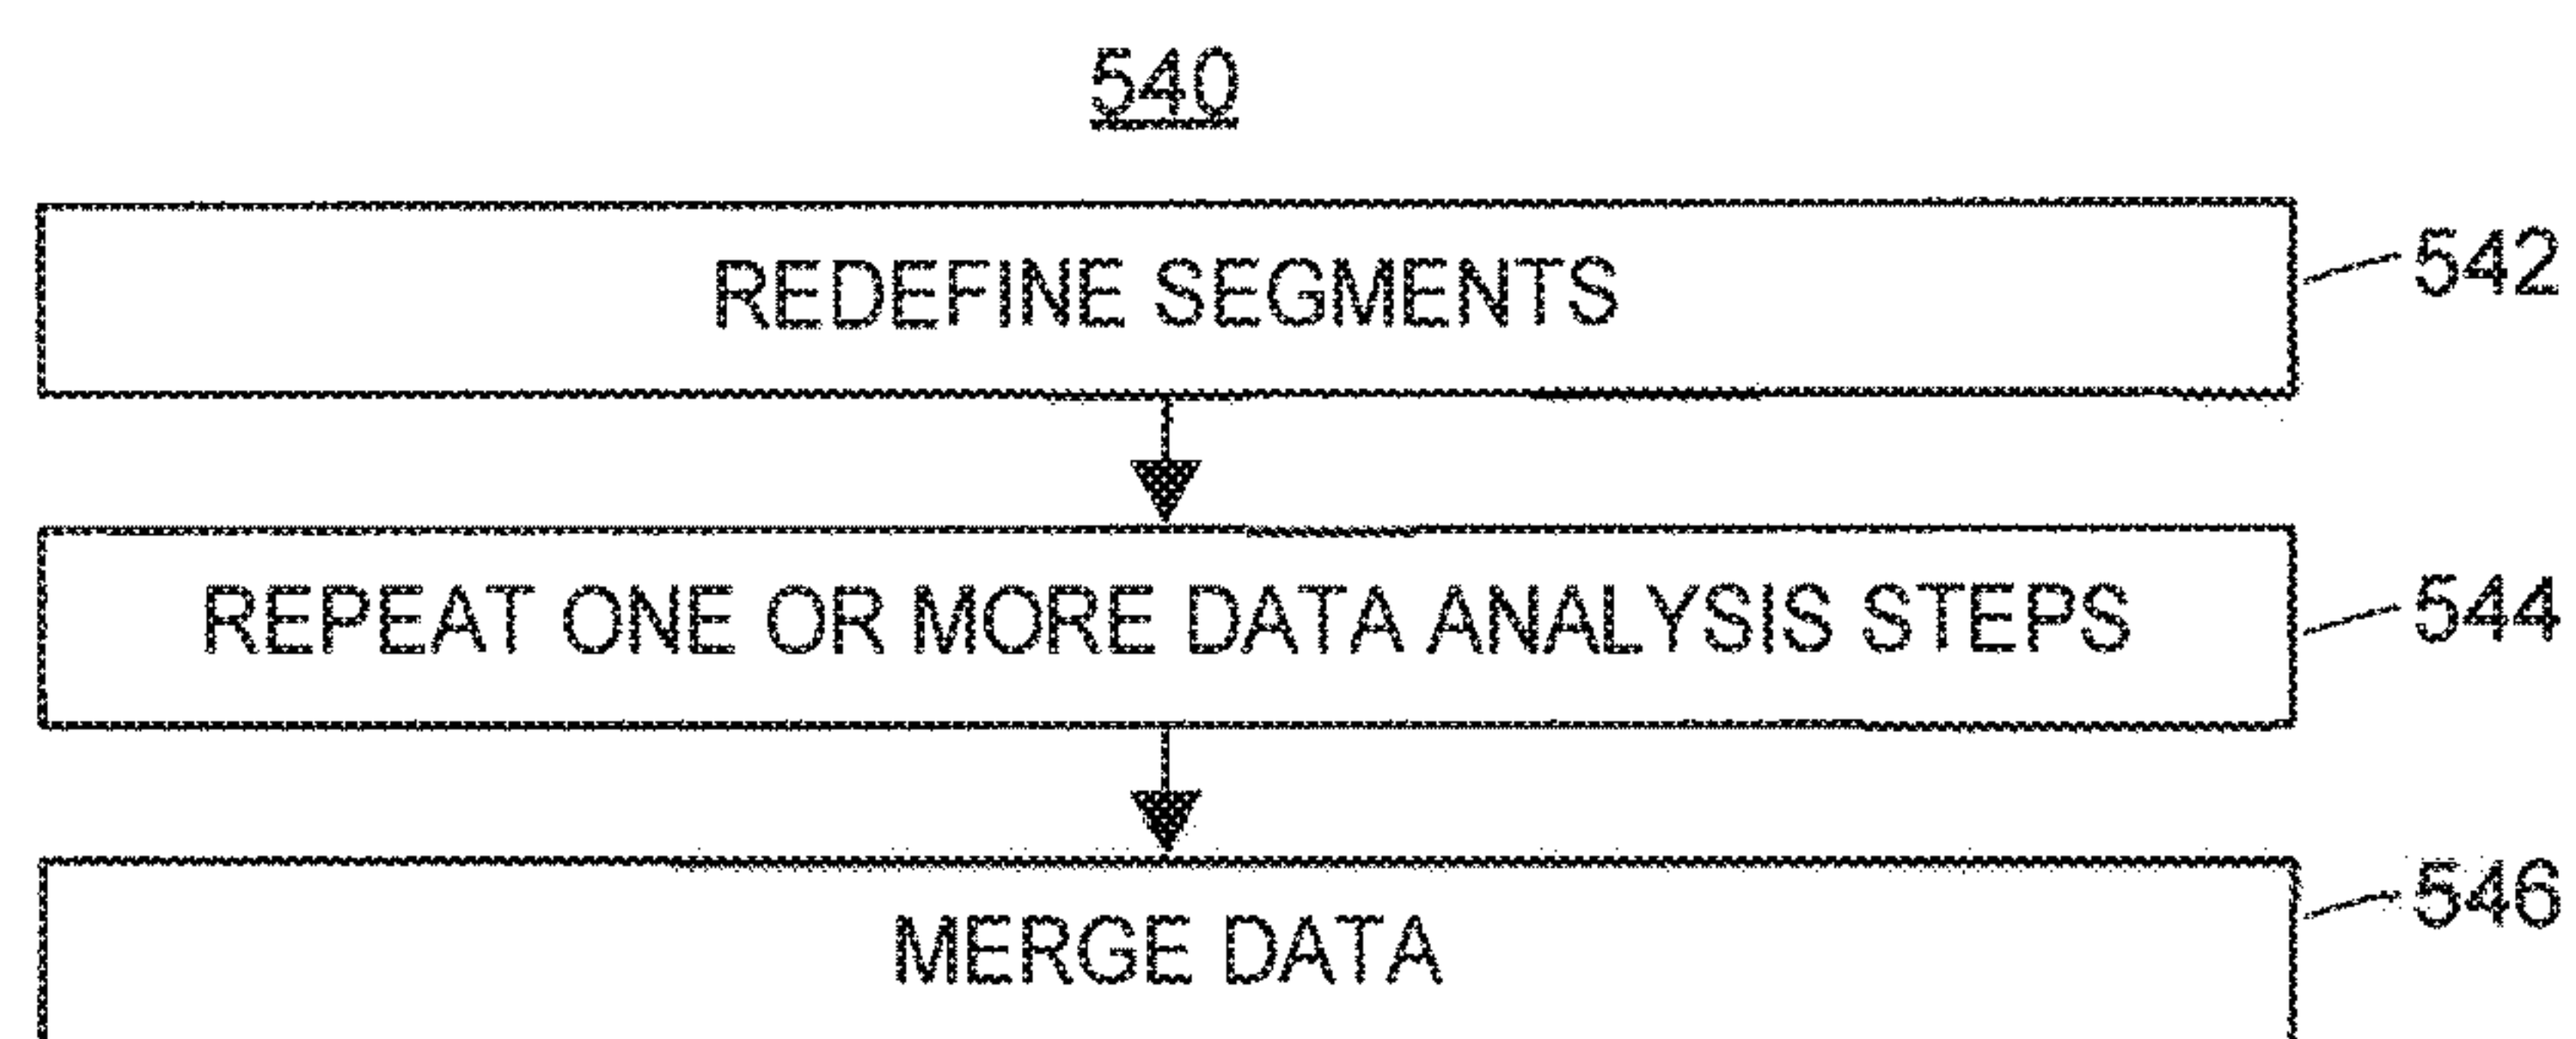 540
REDEFINE SEGMENTS
542
REPEAT ONE OR MORE DATA ANALYSIS STEPS
544
MERGE DATA
546